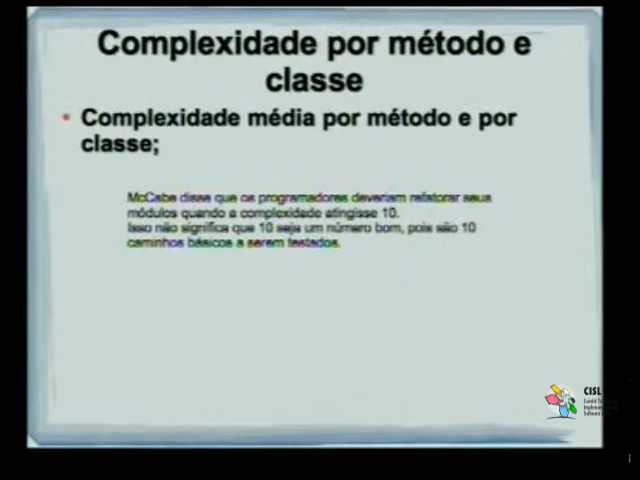 Complexidade por método e
classe
• Complexidade média por método e por
classe;
McCabe disse que os programadores deveriam refatorar seus
módulos quando a complexidade atingisse 10.
Isso não significa que 10 seja um número bom, pois são 10
caminhos básicos a serem testados.
CISL